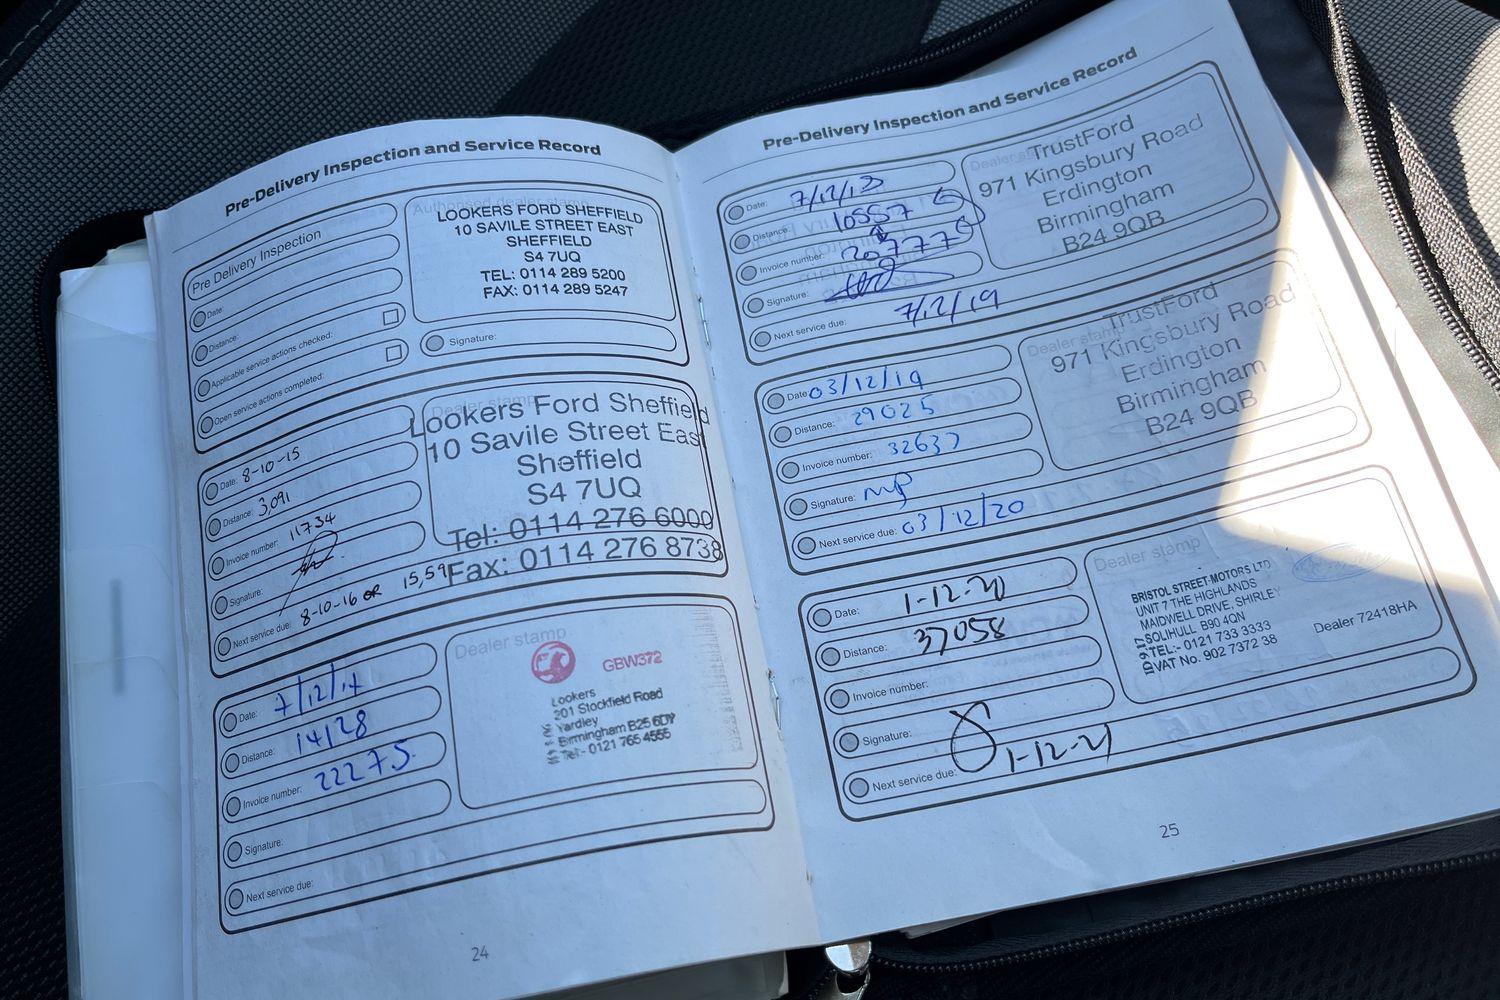 Pre-Delivery Inspection and Service Record
Pre Delivery Inspection
Date:
Distance:
Applicable service actions checked:
Open service actions completed:
Authorised dealer stamp
LOOKERS FORD SHEFFIELD
10 SAVILE STREET EAST
SHEFFIELD
S4 7UQ
TEL: 0114 289 5200
FAX: 0114 289 5247
Signature:
Date: 8-10-15
Distance: 3,091
Invoice number: 11734
Signature:
Next service due: 8-10-16 OR 15,59
Dealer stamp
Lookers Ford Sheffield
10 Savile Street East
Sheffield
S4 7UQ
Tel: 0114 276 6000
Fax: 0114 276 8738
Date: 7/12/17
Distance: 14128
Invoice number: 22275
Signature:
Next service due:
Dealer stamp
GBW372
Lookers
201 Stockfield Road
Yardley
Birmingham B25 6DY
Tel:- 0121 765 4555
24
Pre-Delivery Inspection and Service Record
Date:
Distance: 10557
Invoice number: 20777
Signature:
Next service due: 7/12/19
TrustFord
971 Kingsbury Road
Erdington
Birmingham
B24 9QB
Date: 03/12/19
Distance: 29025
Invoice number: 32637
Signature: MP
Next service due: 03/12/20
Dealer stamp
TrustFord
971 Kingsbury Road
Erdington
Birmingham
B24 9QB
Date: 1-12-20
Distance: 37058
Invoice number:
Signature:
Next service due: 1-12-21
Dealer stamp
BRISTOL STREET MOTORS LTD
UNIT 7 THE HIGHLANDS
MAIDWELL DRIVE, SHIRLEY
SOLIHULL B90 4QN
TEL:- 0121 733 3333
VAT No. 902 7372 38
Dealer 72418HA
25